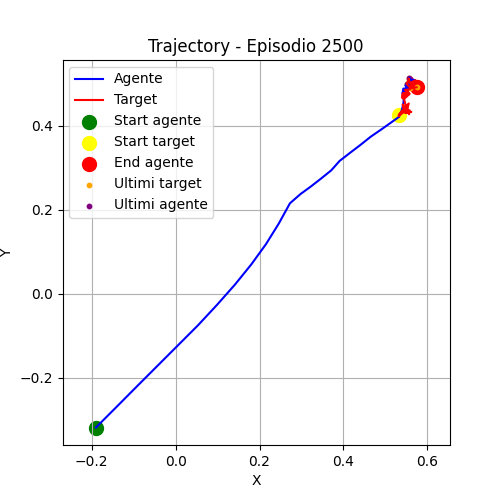 Trajectory - Episodio 2500
Agente
Target
Start agente
Start target
End agente
Ultimi target
Ultimi agente
0.4
0.2
0.0
−0.2
Y
−0.2
0.0
0.2
0.4
0.6
X